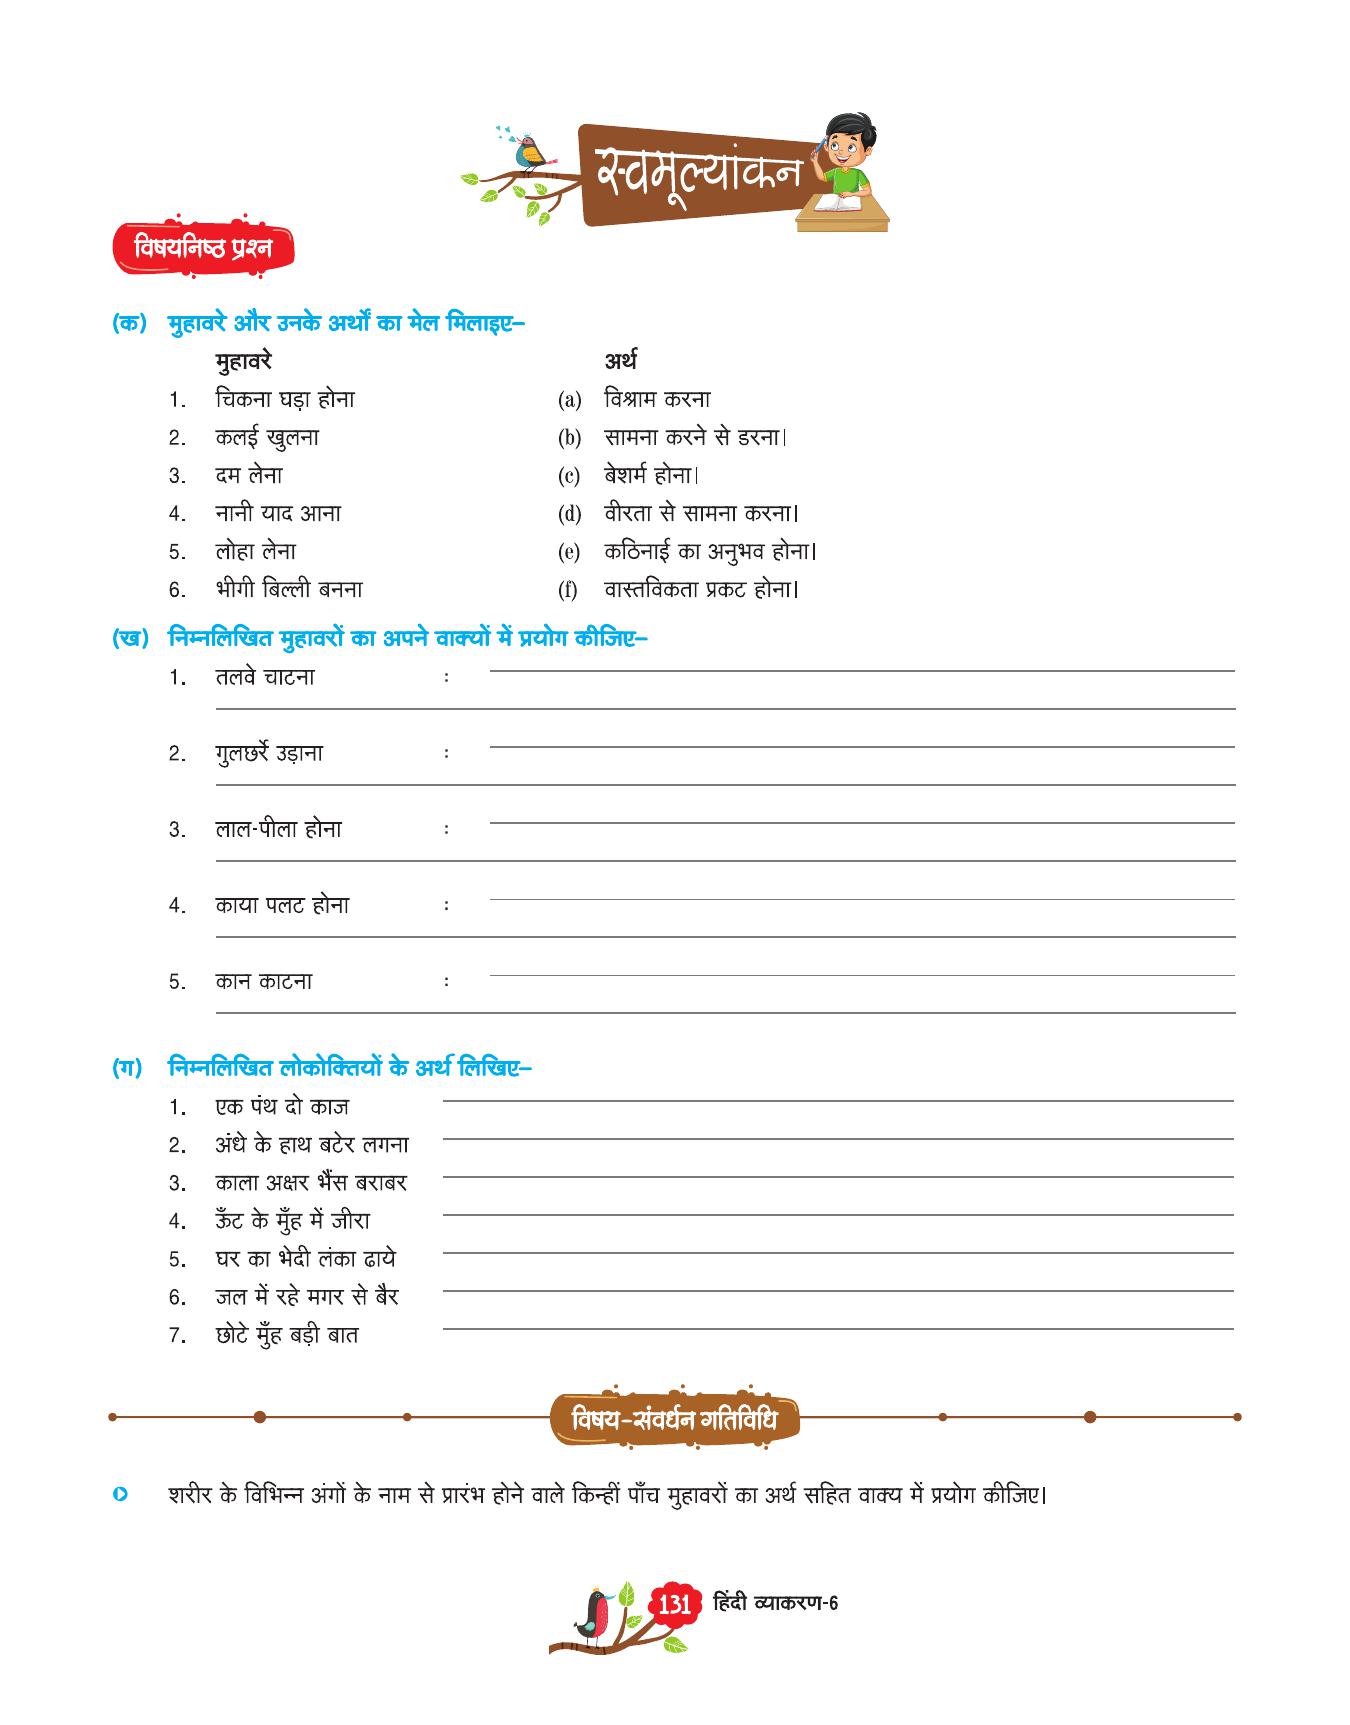 स्वमूल्यांकन
विषयनिष्ठ प्रश्न
(क) मुहावरे और उनके अर्थों का मेल मिलाइए–
मुहावरे अर्थ
1. चिकना घड़ा होना (a) विश्राम करना
2. कलई खुलना (b) सामना करने से डरना।
3. दम लेना (c) बेशर्म होना।
4. नानी याद आना (d) वीरता से सामना करना।
5. लोहा लेना (e) कठिनाई का अनुभव होना।
6. भीगी बिल्ली बनना (f) वास्तविकता प्रकट होना।
(ख) निम्नलिखित मुहावरों का अपने वाक्यों में प्रयोग कीजिए–
1. तलवे चाटना :
2. गुलछर्रे उड़ाना :
3. लाल-पीला होना :
4. काया पलट होना :
5. कान काटना :
(ग) निम्नलिखित लोकोक्तियों के अर्थ लिखिए–
1. एक पंथ दो काज
2. अंधे के हाथ बटेर लगना
3. काला अक्षर भैंस बराबर
4. ऊँट के मुँह में जीरा
5. घर का भेदी लंका ढाये
6. जल में रहे मगर से बैर
7. छोटे मुँह बड़ी बात
विषय–संवर्धन गतिविधि
शरीर के विभिन्न अंगों के नाम से प्रारंभ होने वाले किन्हीं पाँच मुहावरों का अर्थ सहित वाक्य में प्रयोग कीजिए।
131 हिंदी व्याकरण-6